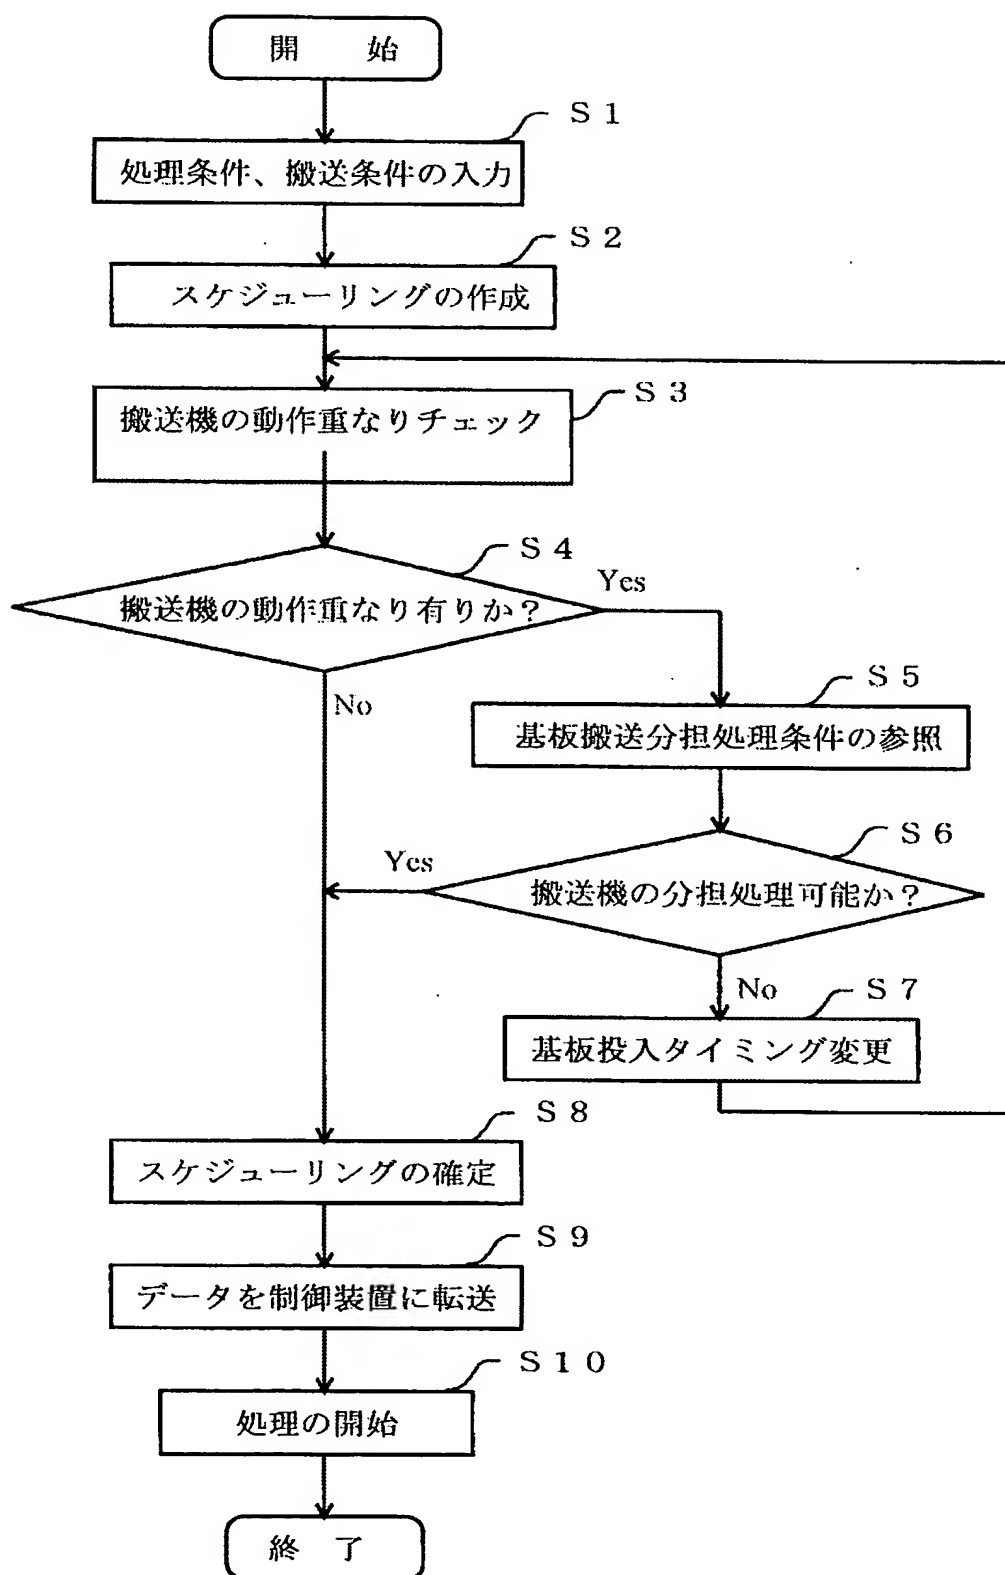 開 始
S1
処理条件、搬送条件の入力
S2
スケジューリングの作成
S3
搬送機の動作重なりチェック
S4
搬送機の動作重なり有りか?
Yes
No
S5
基板搬送分担処理条件の参照
S6
搬送機の分担処理可能か?
Yes
No
S7
基板投入タイミング変更
S8
スケジューリングの確定
S9
データを制御装置に転送
S10
処理の開始
終 了